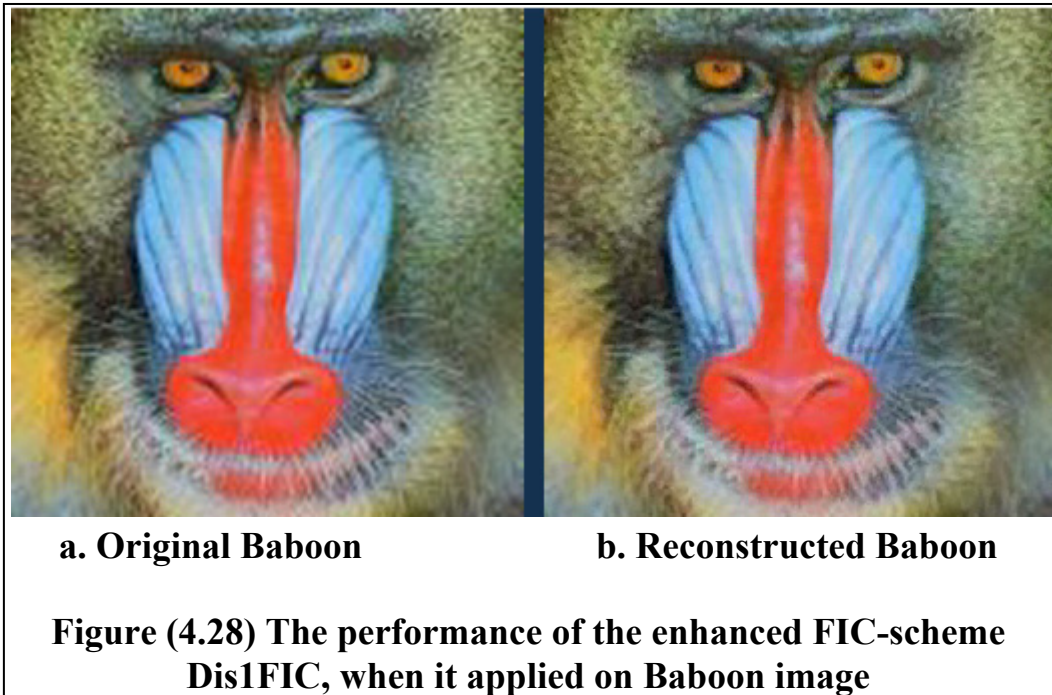 a. Original Baboon
b. Reconstructed Baboon
Figure (4.28) The performance of the enhanced FIC-scheme
Dis1FIC, when it applied on Baboon image